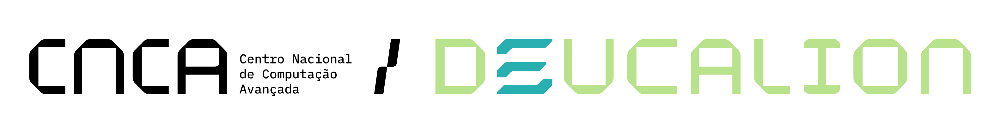 CNCA
Centro Nacional
de Computação
Avançada
/
DEUCALION